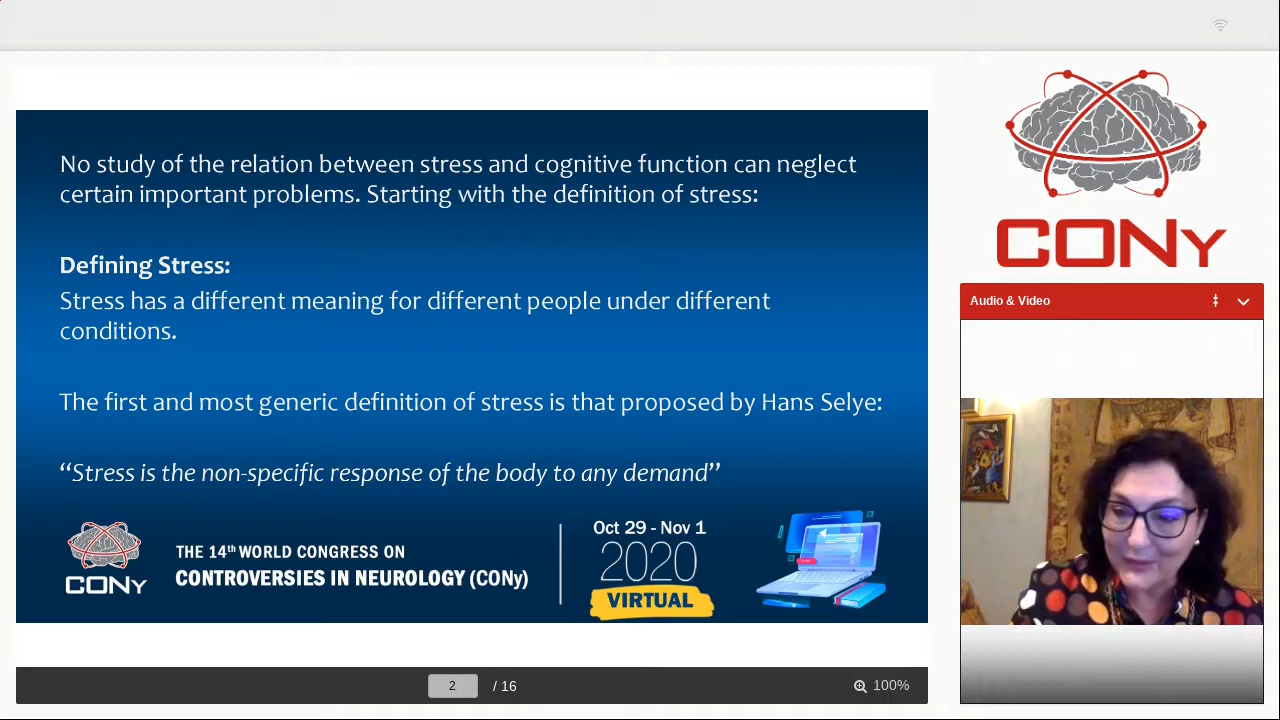 No study of the relation between stress and cognitive function can neglect
certain important problems. Starting with the definition of stress:
Defining Stress:
Stress has a different meaning for different people under different
conditions.
The first and most generic definition of stress is that proposed by Hans Selye:
“Stress is the non-specific response of the body to any demand”
CONy
THE 14th WORLD CONGRESS ON
CONTROVERSIES IN NEUROLOGY (CONy)
Oct 29 - Nov 1
2020
VIRTUAL
2 / 16
100%
CONy
Audio & Video